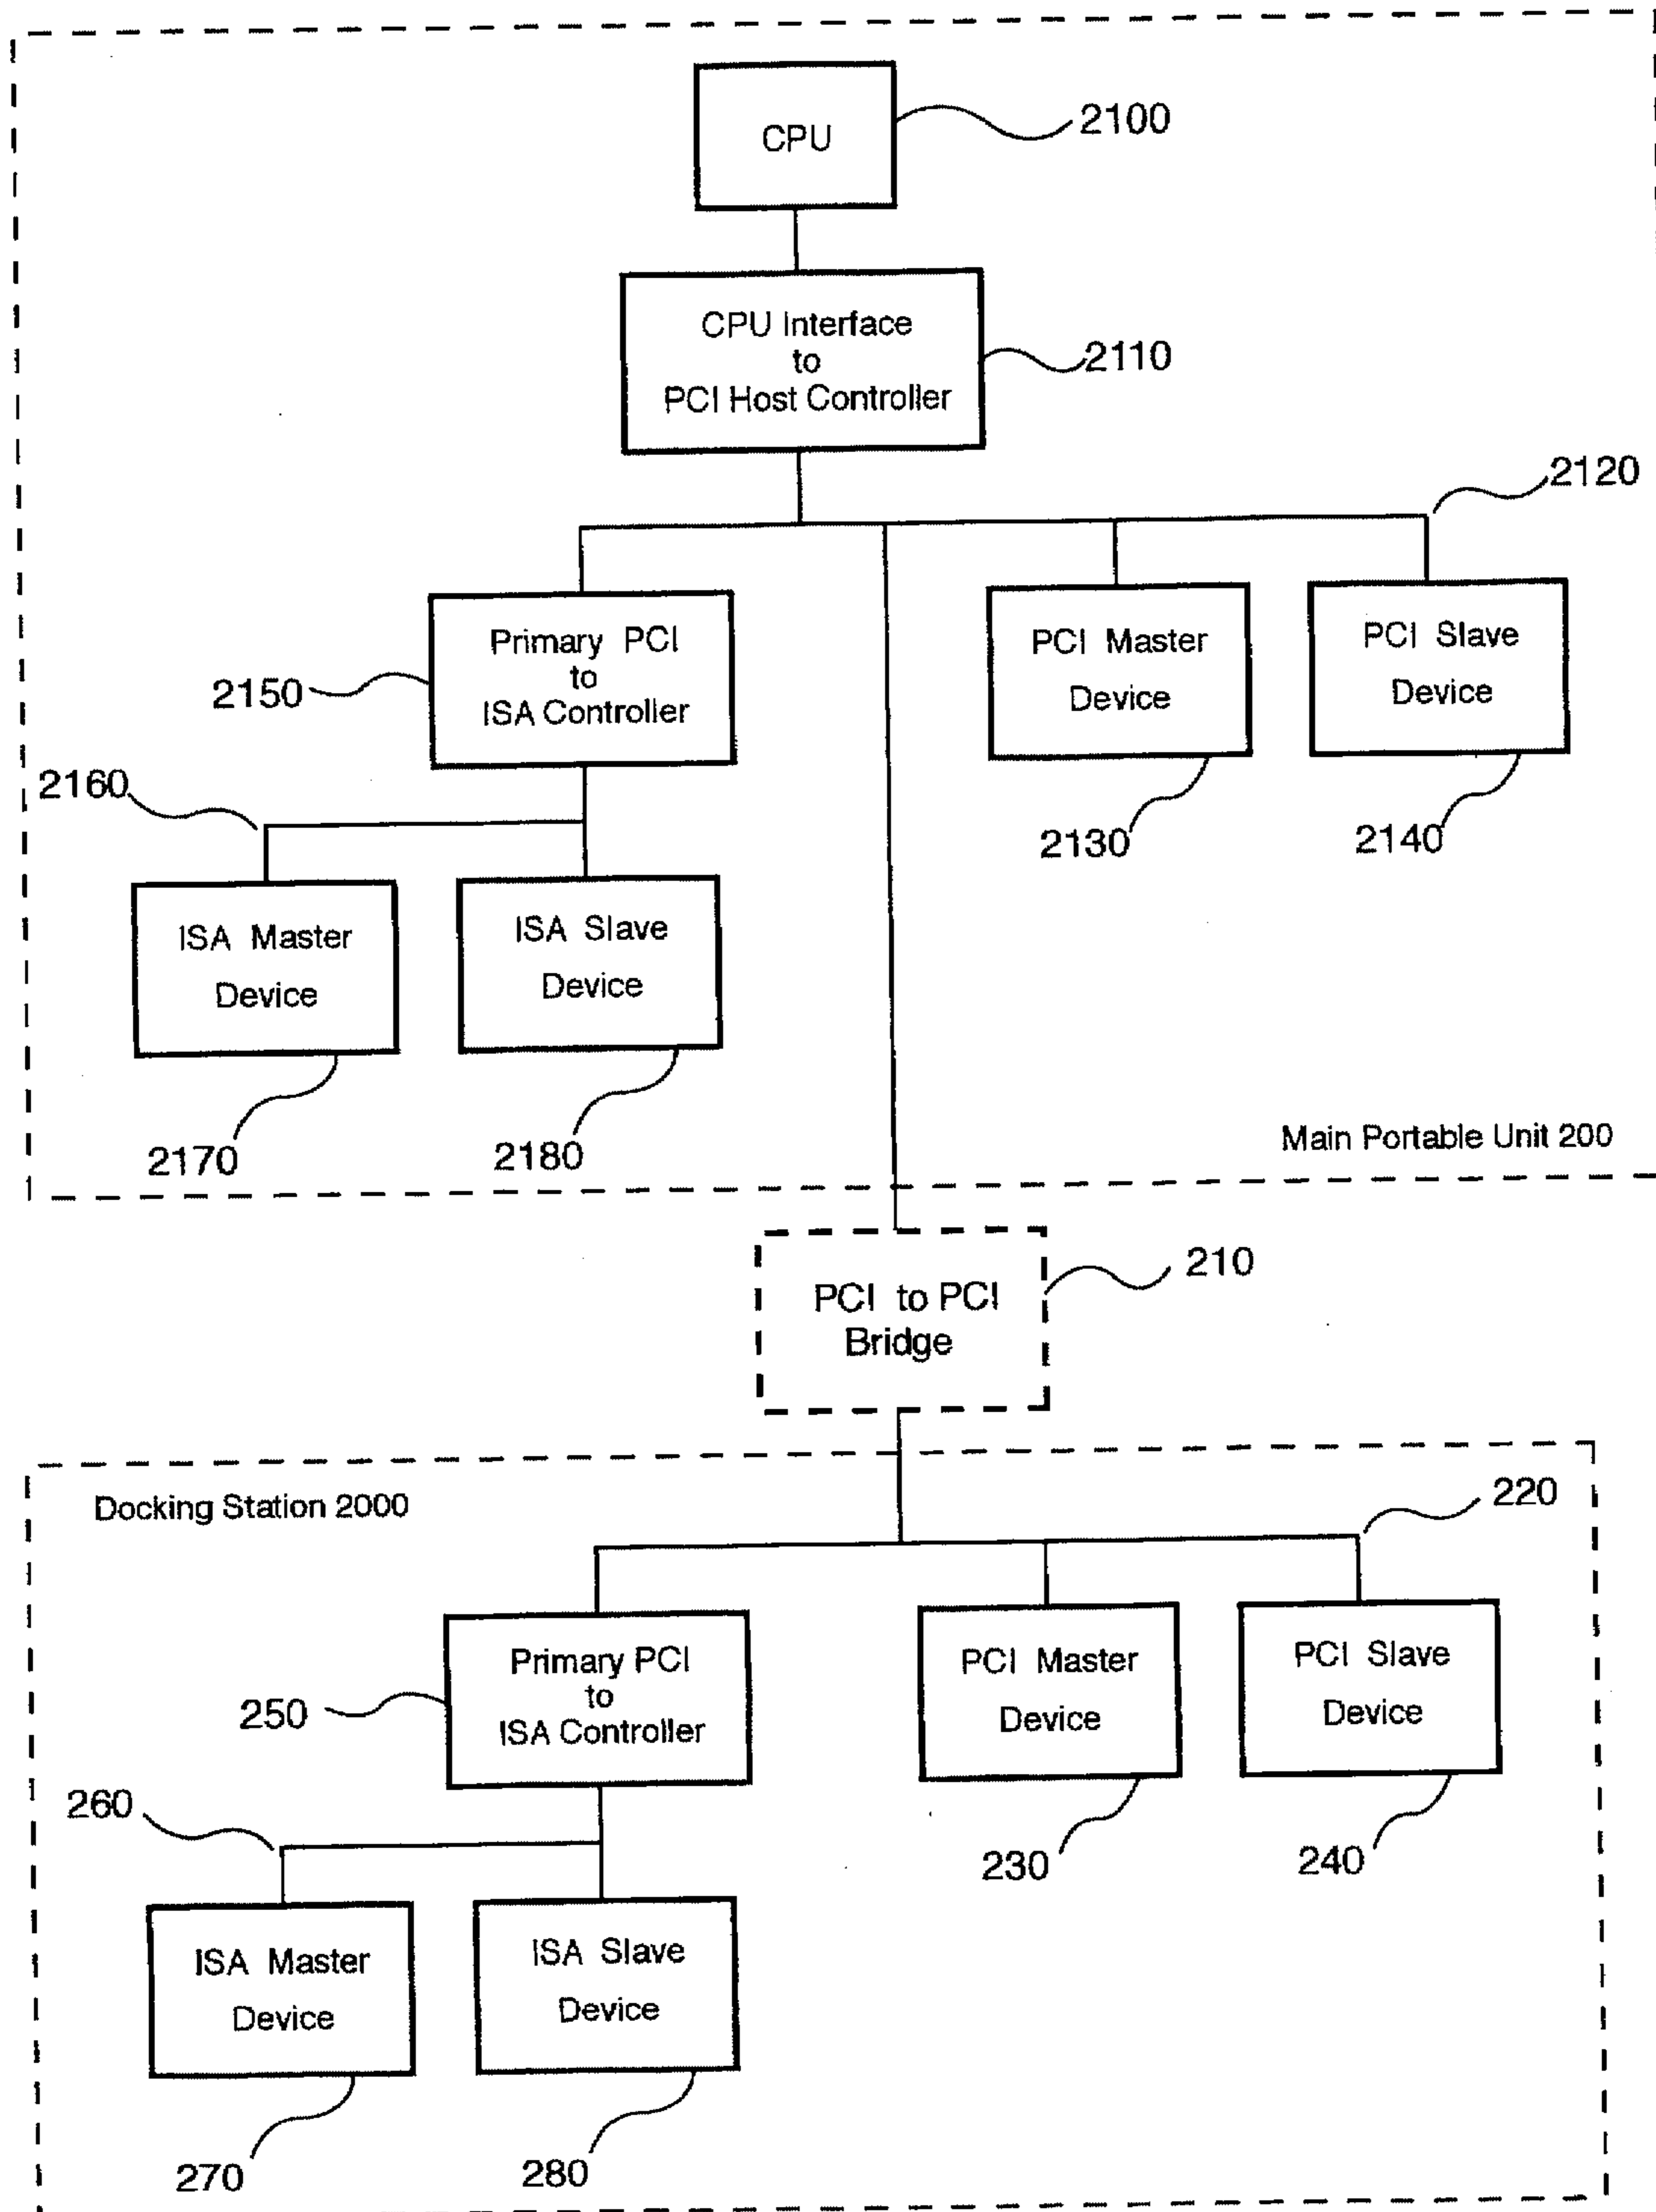 CPU
2100
CPU Interface
to
PCI Host Controller
2110
2120
Primary PCI
to
ISA Controller
2150
PCI Master
Device
PCI Slave
Device
2160
2130
2140
ISA Master
Device
ISA Slave
Device
2170
2180
Main Portable Unit 200
PCI to PCI
Bridge
210
Docking Station 2000
220
Primary PCI
to
ISA Controller
250
PCI Master
Device
PCI Slave
Device
260
230
240
ISA Master
Device
ISA Slave
Device
270
280